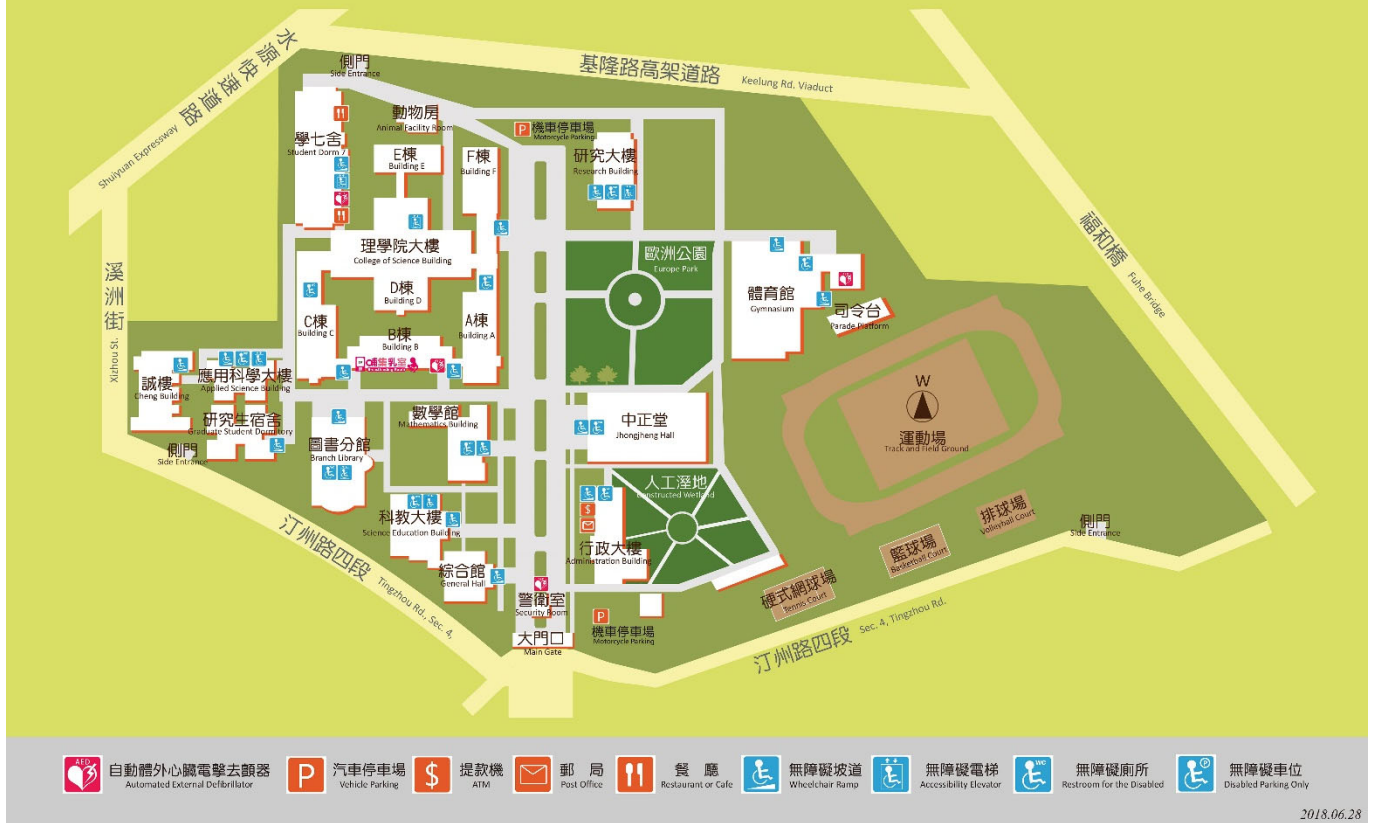 水源快速道路
Shuiyuan Expressway
基隆路高架道路
Keelung Rd. Viaduct
側門
Side Entrance
動物房
Animal Facility Room
P
機車停車場
Motorcycle Parking
學七舍
Student Dorm 7
E棟
Building E
F棟
Building F
研究大樓
Research Building
福和橋
Fuhe Bridge
理學院大樓
College of Science Building
歐洲公園
Europe Park
溪洲街
Xizhou St.
D棟
Building D
體育館
Gymnasium
司令台
Parade Platform
C棟
Building C
B棟
Building B
A棟
Building A
哺集乳室
誠樓
Cheng Building
應用科學大樓
Applied Science Building
研究生宿舍
Graduate Student Dormitory
側門
Side Entrance
圖書分館
Branch Library
數學館
Mathematics Building
中正堂
Jhongjheng Hall
W
運動場
Track and Field Ground
人工溼地
Constructed Wetland
科教大樓
Science Education Building
$
行政大樓
Administration Building
排球場
Volleyball Court
籃球場
Basketball Court
側門
Side Entrance
綜合館
General Hall
硬式網球場
Tennis Court
汀州路四段
Tingzhou Rd., Sec. 4,
警衛室
Security Room
大門口
Main Gate
P
機車停車場
Motorcycle Parking
汀州路四段
Sec. 4, Tingzhou Rd.
AED
自動體外心臟電擊去顫器
Automated External Defibrillator
P
汽車停車場
Vehicle Parking
$
提款機
ATM
郵 局
Post Office
餐 廳
Restaurant or Cafe
無障礙坡道
Wheelchair Ramp
無障礙電梯
Accessibility Elevator
WC
無障礙廁所
Restroom for the Disabled
P
無障礙車位
Disabled Parking Only
2018.06.28